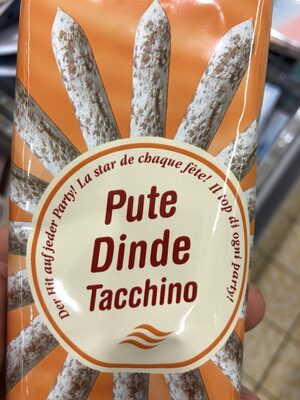 Der Hit auf jeder Party! La star de chaque fête! Il top di ogni party!
Pute
Dinde
Tacchino